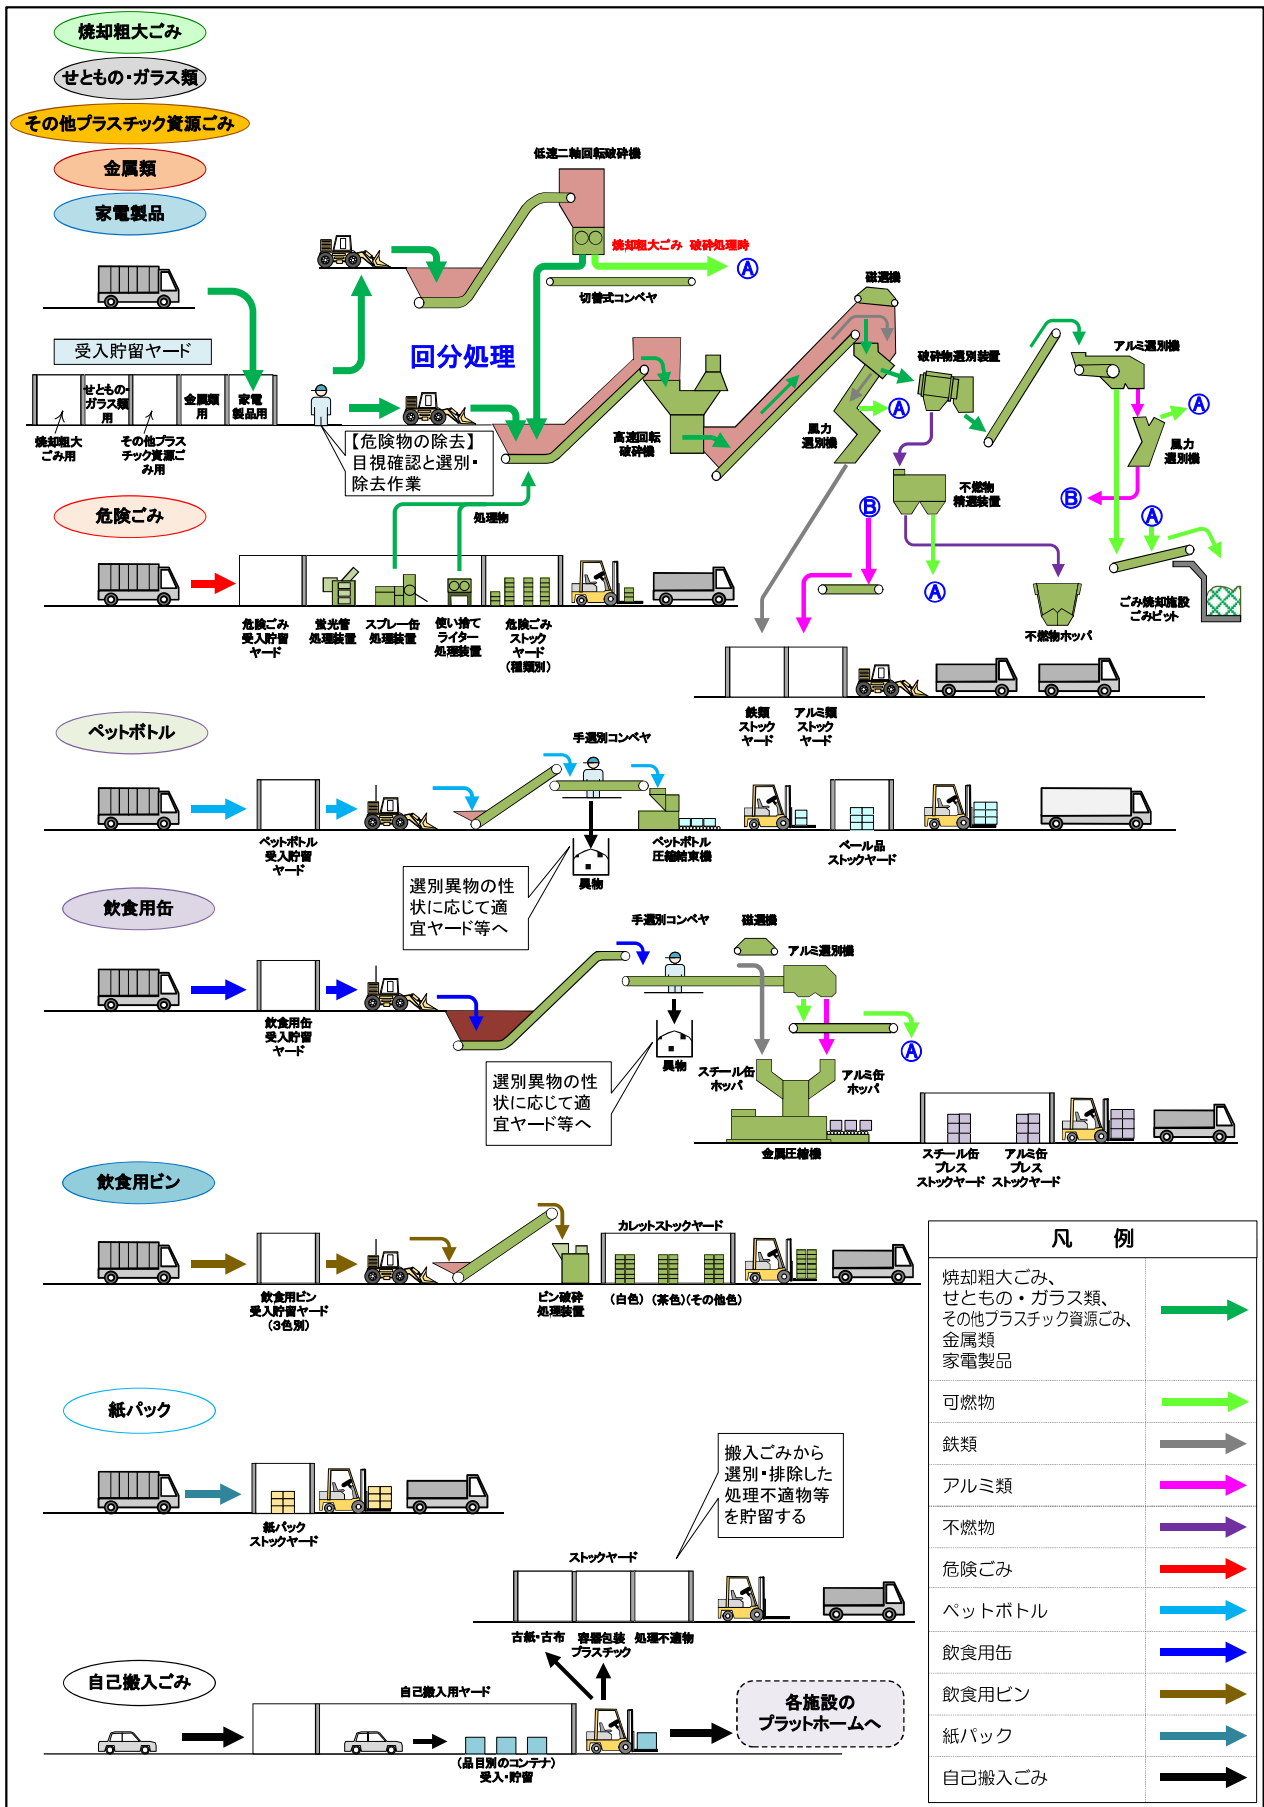 焼却粗大ごみ
せともの・ガラス類
その他プラスチック資源ごみ
金属類
家電製品
低速二軸回転破砕機
焼却粗大ごみ 破砕処理時
Ⓐ
切替式コンベヤ
磁選機
受入貯留ヤード
回分処理
破砕物選別装置
アルミ選別機
せともの・
ガラス類
用
金属類
用
家電
製品用
焼却粗大
ごみ用
その他プラス
チック資源ご
み用
【危険物の除去】
目視確認と選別・
除去作業
高速回転
破砕機
風力
選別機
Ⓐ
Ⓐ
風力
選別機
不燃物
精選装置
Ⓑ
Ⓑ
Ⓐ
処理物
危険ごみ
危険ごみ
受入貯留
ヤード
蛍光管
処理装置
スプレー缶
処理装置
使い捨て
ライター
処理装置
危険ごみ
ストック
ヤード
(種類別)
Ⓐ
不燃物ホッパ
ごみ焼却施設
ごみピット
鉄類
ストック
ヤード
アルミ類
ストック
ヤード
ペットボトル
手選別コンベヤ
ペットボトル
受入貯留
ヤード
ペットボトル
圧縮結束機
ベール品
ストックヤード
異物
選別異物の性
状に応じて適
宜ヤード等へ
飲食用缶
手選別コンベヤ
磁選機
アルミ選別機
飲食用缶
受入貯留
ヤード
異物
Ⓐ
選別異物の性
状に応じて適
宜ヤード等へ
スチール缶
ホッパ
アルミ缶
ホッパ
金属圧縮機
スチール缶
プレス
ストックヤード
アルミ缶
プレス
ストックヤード
飲食用ビン
カレットストックヤード
飲食用ビン
受入貯留ヤード
(3色別)
ビン破砕
処理装置
(白色) (茶色)(その他色)
紙パック
紙パック
ストックヤード
搬入ごみから
選別・排除した
処理不適物等
を貯留する
ストックヤード
古紙・古布
容器包装
プラスチック
処理不適物
自己搬入ごみ
自己搬入用ヤード
(品目別のコンテナ)
受入・貯留
各施設の
プラットホームへ
凡 例
焼却粗大ごみ、
せともの・ガラス類、
その他プラスチック資源ごみ、
金属類
家電製品
可燃物
鉄類
アルミ類
不燃物
危険ごみ
ペットボトル
飲食用缶
飲食用ビン
紙パック
自己搬入ごみ